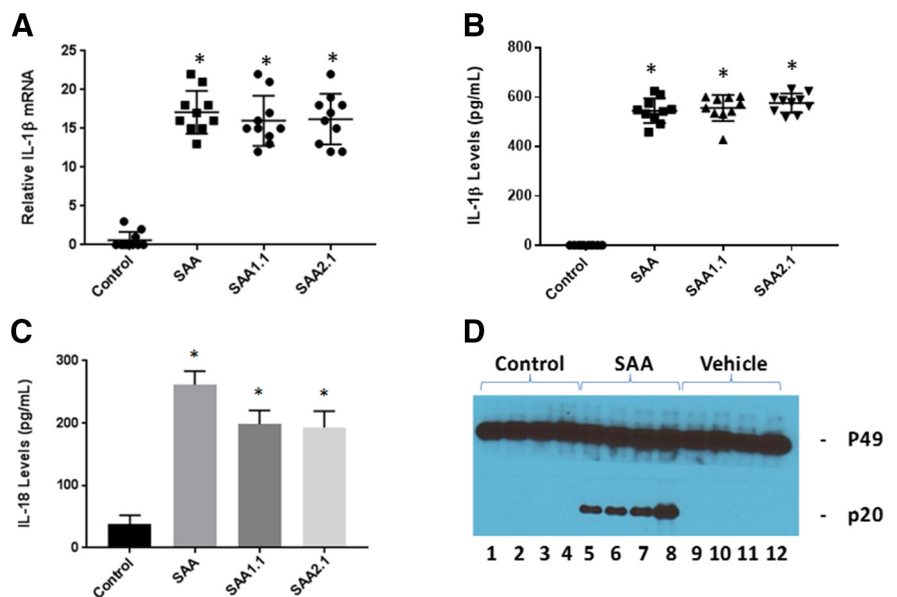 A
Relative IL-1β mRNA
25
20
15
10
5
0
* * *
Control SAA SAA1.1 SAA2.1
B
IL-1β Levels (pg/mL)
800
600
400
200
0
* * *
Control SAA SAA1.1 SAA2.1
C
IL-18 Levels (pg/mL)
300
200
100
0
* * *
Control SAA SAA1.1 SAA2.1
D
Control SAA Vehicle
- P49
- p20
1 2 3 4 5 6 7 8 9 10 11 12